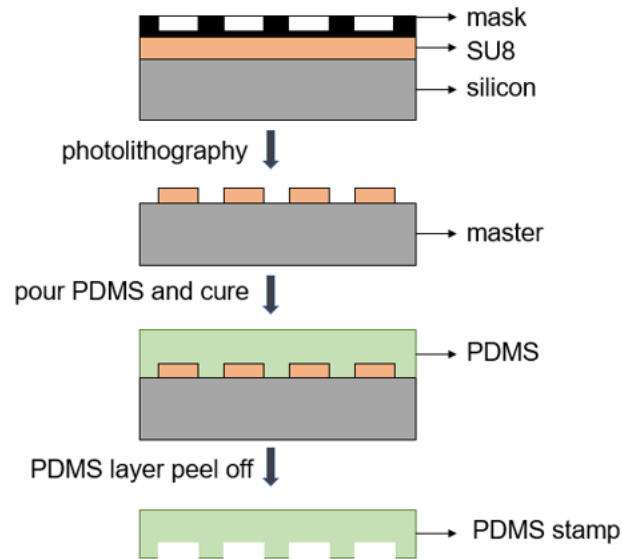 mask
SU8
silicon
photolithography
master
pour PDMS and cure
PDMS
PDMS layer peel off
PDMS stamp